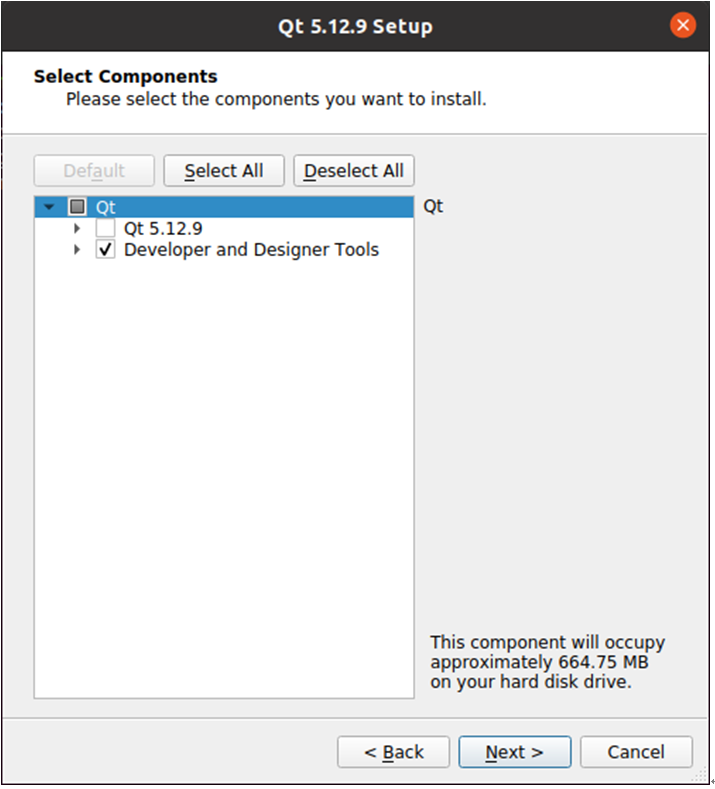 Qt 5.12.9 Setup
Select Components
Please select the components you want to install.
Default
Select All
Deselect All
Qt
Qt
Qt 5.12.9
Developer and Designer Tools
This component will occupy
approximately 664.75 MB
on your hard disk drive.
< Back
Next >
Cancel